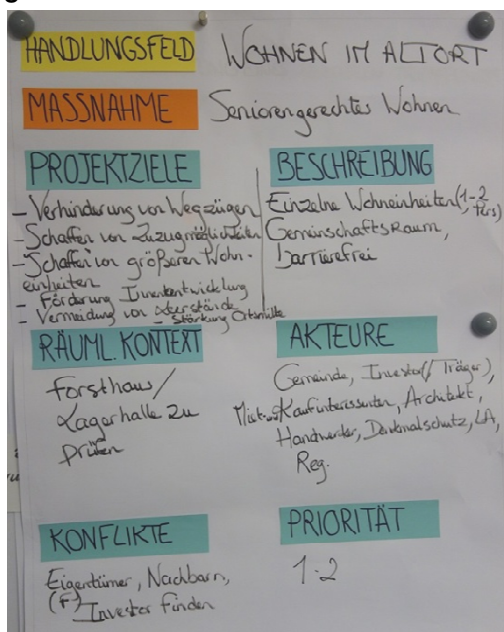 HANDLUNGSFELD WOHNEN IM ALTORT
MASSNAHME Seniorengerechtes Wohnen
PROJEKTZIELE
- Verhinderung von Wegzügen
- Schaffen von Zuzugmöglichkeiten
- Schaffen von größeren Wohn-
einheiten
- Förderung Innenentwicklung
- Vermeidung von Leerstände
- Stärkung Ortsmitte
BESCHREIBUNG
Einzelne Wohneinheiten (1-2
Pers)
Gemeinschaftsraum,
barrierefrei
RÄUML. KONTEXT
Forsthaus/
Lagerhalle zu
prüfen
AKTEURE
Gemeinde, Investor(/Träger),
Miet- Kaufinteressenten, Architekt,
Handwerker, Denkmalschutz, LA,
Reg.
KONFLIKTE
Eigentümer, Nachbarn,
(F) Investor finden
PRIORITÄT
1-2